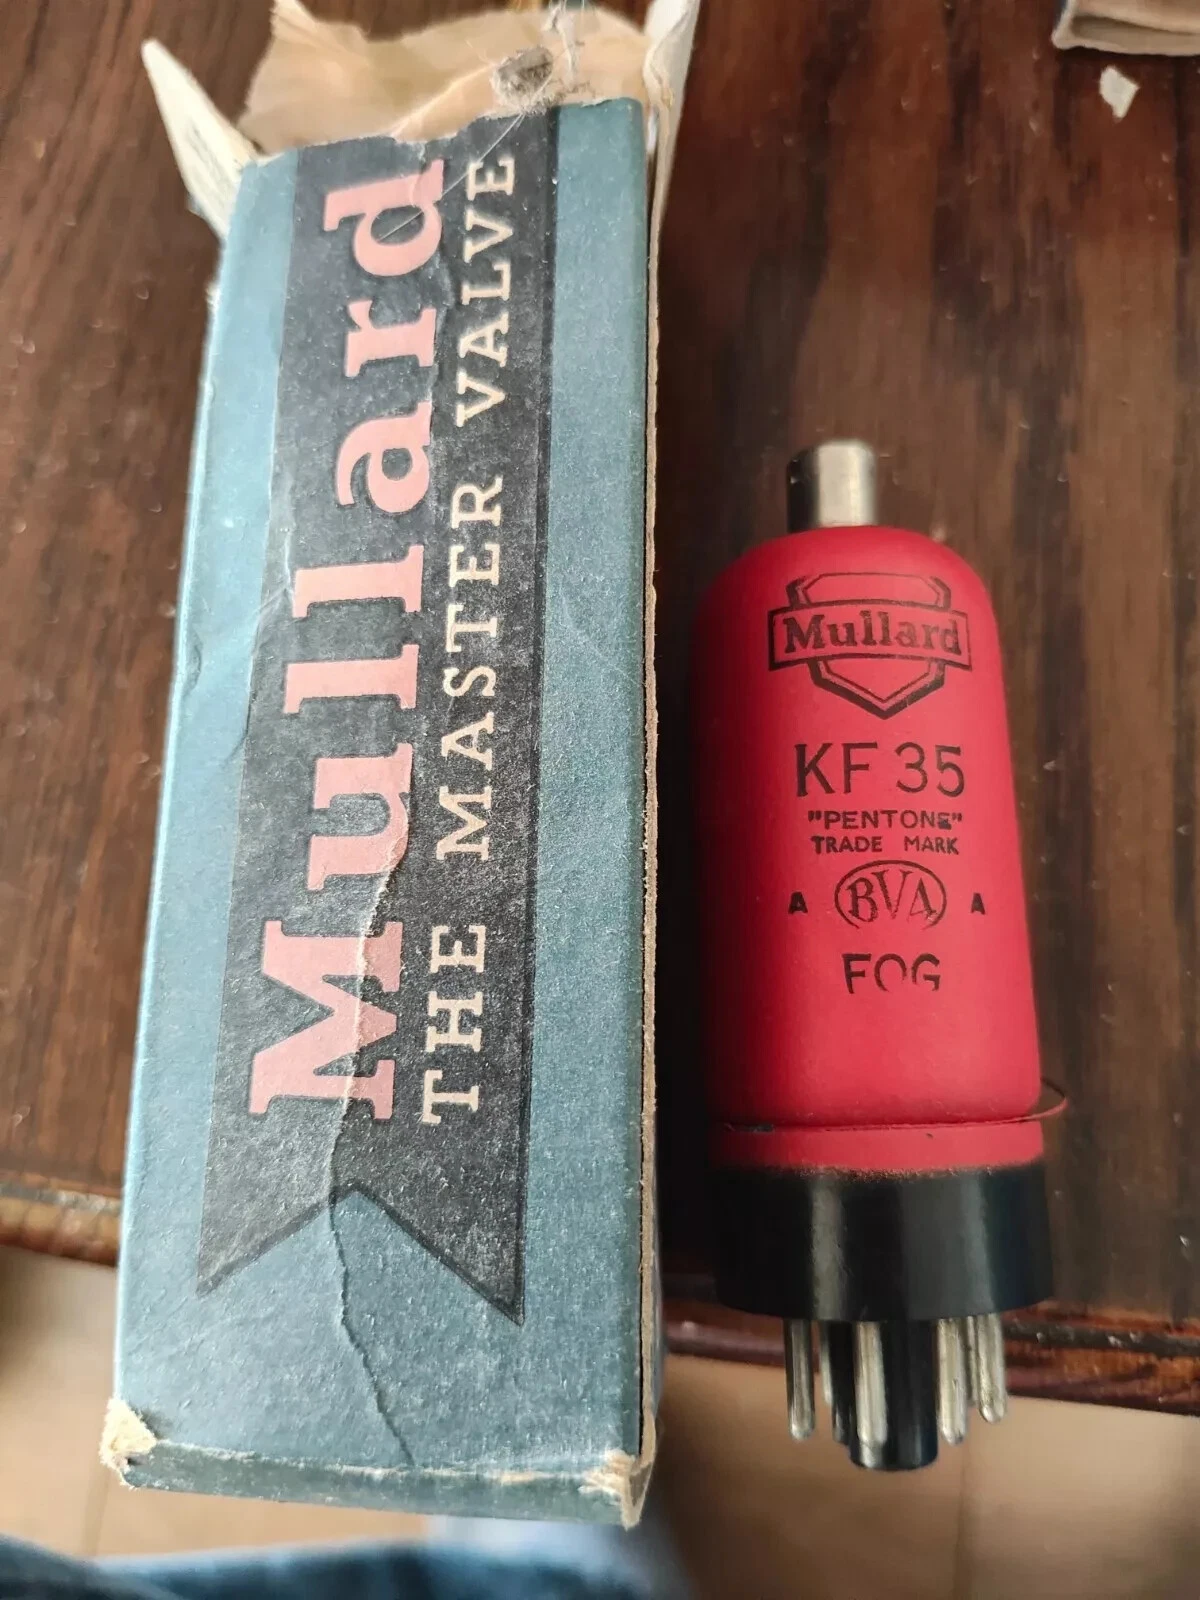 Mullard
THE MASTER VALVE
Mullard
KF 35
"PENTONE"
TRADE MARK
A BVA A
FOG